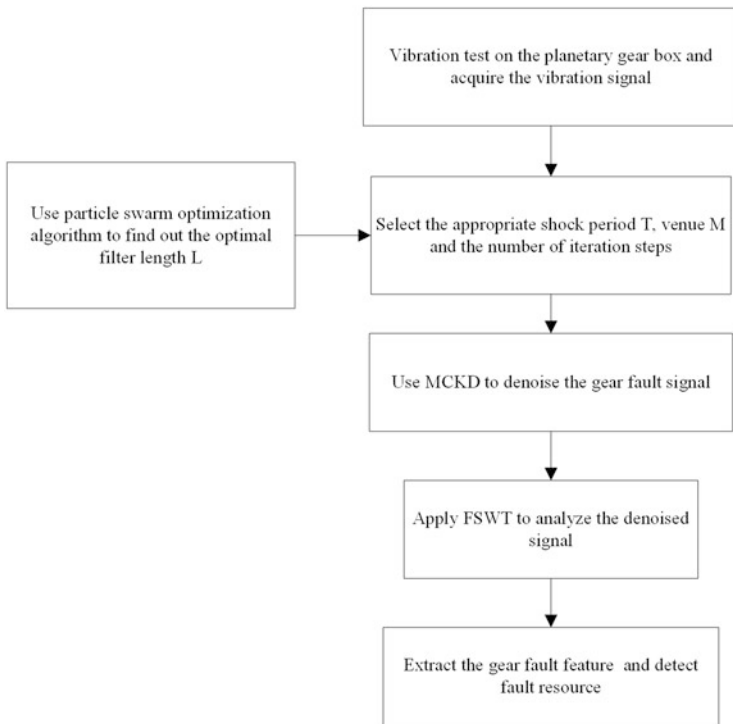 Vibration test on the planetary gear box and
acquire the vibration signal
Use particle swarm optimization
algorithm to find out the optimal
filter length L
Select the appropriate shock period T, venue M
and the number of iteration steps
Use MCKD to denoise the gear fault signal
Apply FSWT to analyze the denoised
signal
Extract the gear fault feature and detect
fault resource